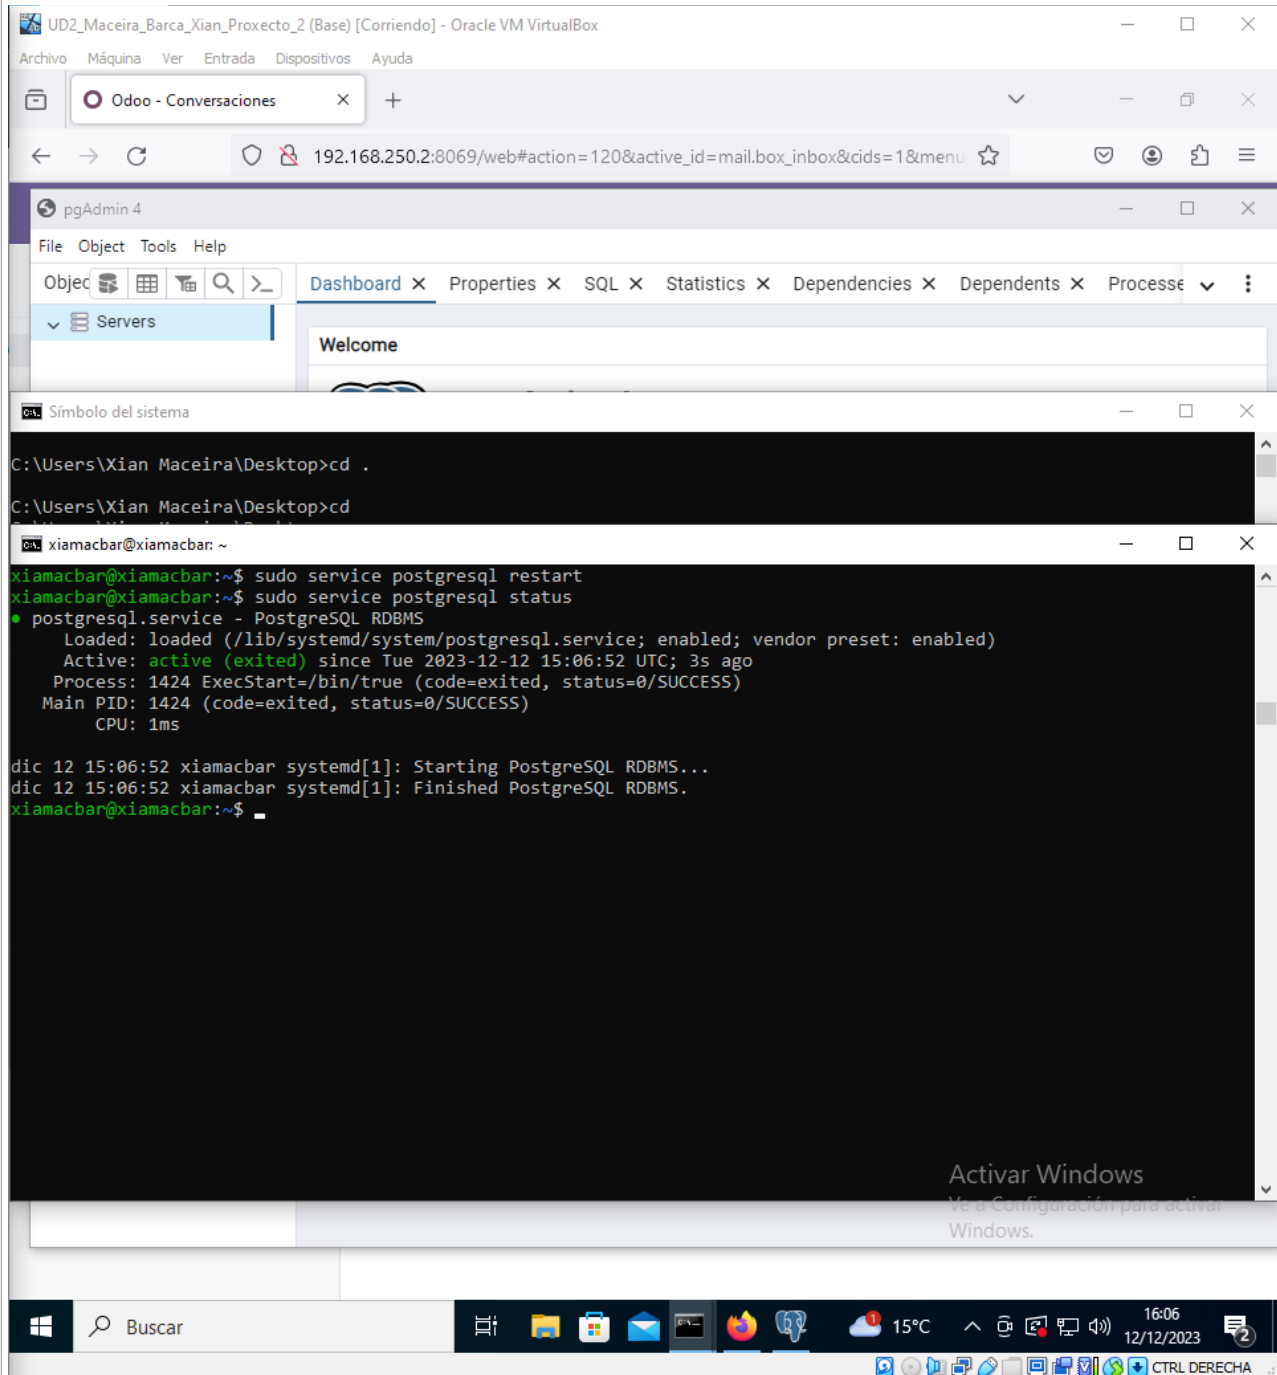 UD2_Maceira_Barca_Xian_Proxecto_2 (Base) [Corriendo] - Oracle VM VirtualBox
Archivo Máquina Ver Entrada Dispositivos Ayuda
Odoo - Conversaciones
192.168.250.2:8069/web#action=120&active_id=mail.box_inbox&cids=1&menu
pgAdmin 4
File Object Tools Help
Objec Dashboard Properties SQL Statistics Dependencies Dependents Processe
Servers
Welcome
Símbolo del sistema
C:\Users\Xian Maceira\Desktop>cd .
C:\Users\Xian Maceira\Desktop>cd
xiamacbar@xiamacbar: ~
xiamacbar@xiamacbar:~$ sudo service postgresql restart
xiamacbar@xiamacbar:~$ sudo service postgresql status
● postgresql.service - PostgreSQL RDBMS
Loaded: loaded (/lib/systemd/system/postgresql.service; enabled; vendor preset: enabled)
Active: active (exited) since Tue 2023-12-12 15:06:52 UTC; 3s ago
Process: 1424 ExecStart=/bin/true (code=exited, status=0/SUCCESS)
Main PID: 1424 (code=exited, status=0/SUCCESS)
CPU: 1ms
dic 12 15:06:52 xiamacbar systemd[1]: Starting PostgreSQL RDBMS...
dic 12 15:06:52 xiamacbar systemd[1]: Finished PostgreSQL RDBMS.
xiamacbar@xiamacbar:~$
Activar Windows
Ve a Configuración para activar
Windows.
Buscar
1
15°C
16:06
12/12/2023
2
CTRL DERECHA